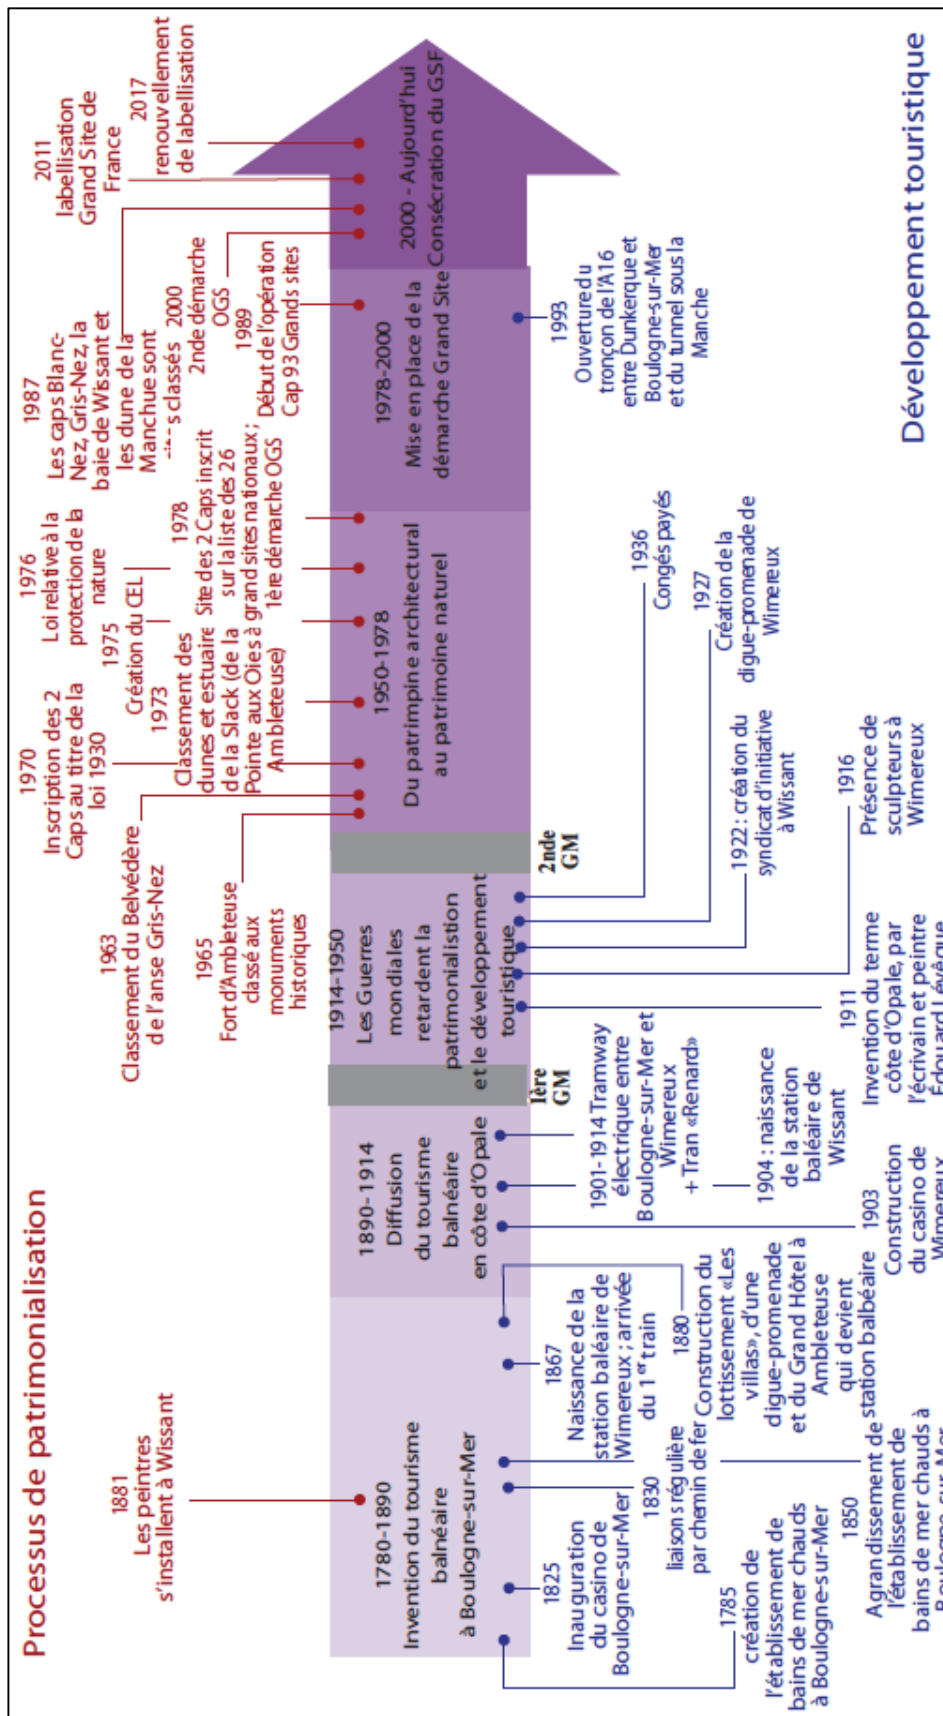 Processus de patrimonialisation
1881
Les peintres
s'installent à Wissant
1963
Classement du Belvédère
de l'anse Gris-Nez
1965
Fort d'Ambleteuse
classé aux
monuments
historiques
1970
Inscription des 2
Caps au titre de la
loi 1930
1973
Classement des
dunes et estuaire
de la Slack (de la
Pointe aux Oies à
Ambleteuse)
1975
Création du CEL
1976
Loi relative à la
protection de la
nature
1978
Site des 2 Caps inscrit
sur la liste des 26
grand sites nationaux ;
1ère démarche OGS
1987
Les caps Blanc-
Nez, Gris-Nez, la
baie de Wissant et
les dune de la
Manchue sont
classés
2000
2nde démarche
OGS
1989
Début de l'opération
Cap 93 Grands sites
2011
labellisation
Grand Site de
France
2017
renouvellement
de labellisation
1780-1890
Invention du tourisme
balnéaire
à Boulogne-sur-Mer
1890-1914
Diffusion
du tourisme
balnéaire
en côte d'Opale
1ère
GM
1914-1950
Les Guerres
mondiales
retardent la
patrimonialistion
et le développement
touristique
2nde
GM
1950-1978
Du patrimpine architectural
au patrimoine naturel
1978-2000
Mise en place de la
démarche Grand Site
2000 - Aujourd'hui
Consécration du GSF
1785
création de
l'établissement de
bains de mer chauds
à Boulogne-sur-Mer
1825
Inauguration
du casino de
Boulogne-sur-Mer
1830
liaisons régulière
par chemin de fer
1850
Agrandissement de
l'établissement de
bains de mer chauds à
Boulogne-sur-Mer
1867
Naissance de la
station baléaire de
Wimereux ; arrivée
du 1er train
1880
Construction du
lottissement «Les
villas», d'une
digue-promenade
et du Grand Hôtel à
Ambleteuse
qui devient
station balbéaire
1903
Construction
du casino de
Wimereux
1901-1914 Tramway
électrique entre
Boulogne-sur-Mer et
Wimereux
+ Tran «Renard»
1904 : naissance
de la station
baléaire de
Wissant
1911
Invention du terme
côte d'Opale, par
l'écrivain et peintre
Édouard Lévêque
1916
Présence de
sculpteurs à
Wimereux
1922 : création du
syndicat d'initiative
à Wissant
1927
Création de la
digue-promenade de
Wimereux
1936
Congés payés
1993
Ouverture du
tronçon de l'A16
entre Dunkerque et
Boulogne-sur-Mer
et du tunnel sous la
Manche
Développement touristique